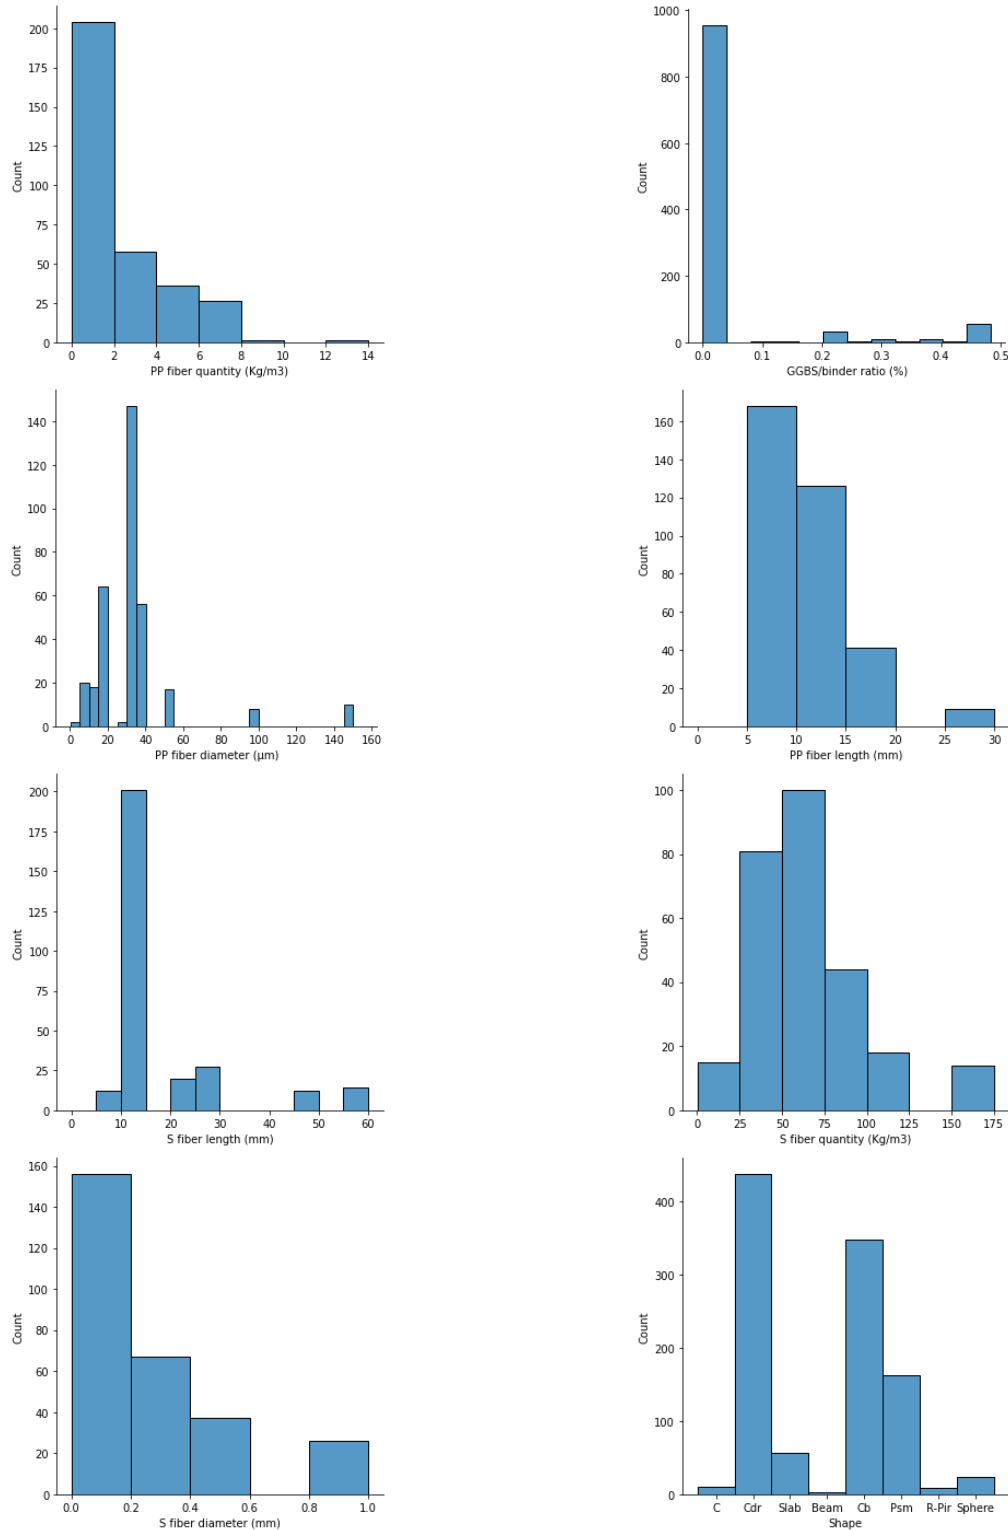 200
175
150
125
100
75
50
25
0
Count
0 2 4 6 8 10 12 14
PP fiber quantity (Kg/m3)
1000
800
600
400
200
0
Count
0.0 0.1 0.2 0.3 0.4 0.5
GGBS/binder ratio (%)
140
120
100
80
60
40
20
0
Count
0 20 40 60 80 100 120 140 160
PP fiber diameter (μm)
160
140
120
100
80
60
40
20
0
Count
0 5 10 15 20 25 30
PP fiber length (mm)
200
175
150
125
100
75
50
25
0
Count
0 10 20 30 40 50 60
S fiber length (mm)
100
80
60
40
20
0
Count
0 25 50 75 100 125 150 175
S fiber quantity (Kg/m3)
160
140
120
100
80
60
40
20
0
Count
0.0 0.2 0.4 0.6 0.8 1.0
S fiber diameter (mm)
400
300
200
100
0
Count
C Cdr Slab Beam Cb Psm R-Pir Sphere
Shape